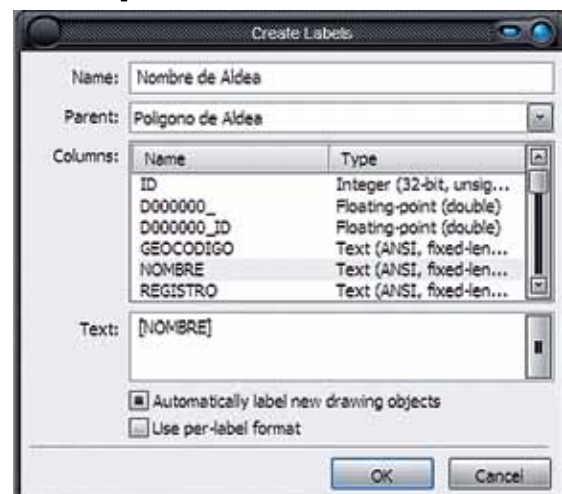 Create Labels
Name: Nombre de Aldea
Parent: Poligono de Aldea
Columns: Name Type
ID Integer (32-bit, unsig...
D000000_ Floating-point (double)
D000000_ID Floating-point (double)
GEOCODIGO Text (ANSI, fixed-len...
NOMBRE Text (ANSI, fixed-len...
REGISTRO Text (ANSI, fixed-len...
Text: [NOMBRE]
Automatically label new drawing objects
Use per-label format
OK Cancel